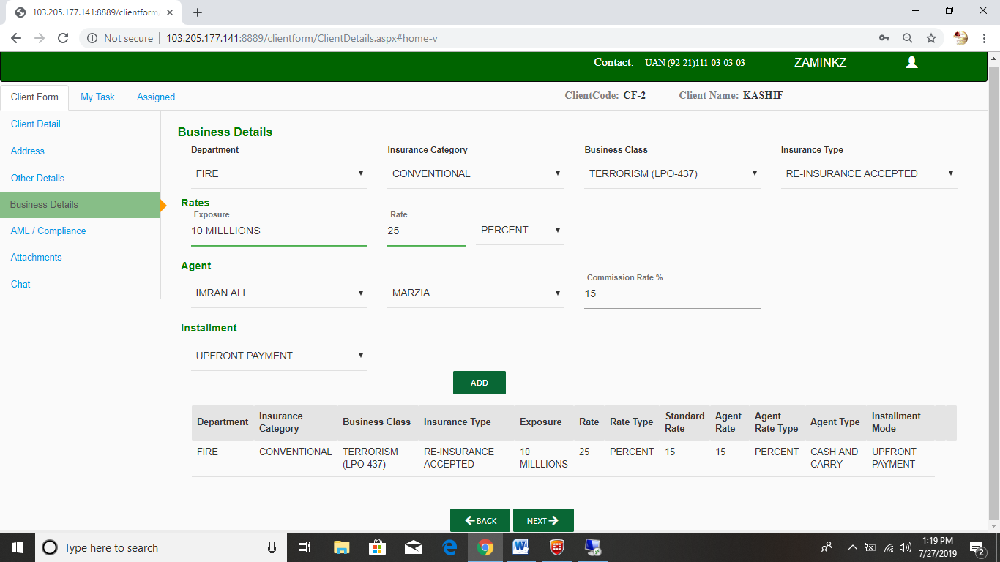 103.205.177.141:8889/clientform
Not secure 103.205.177.141:8889/clientform/ClientDetails.aspx#home-v
Contact: UAN (92-21)111-03-03-03 ZAMINKZ
Client Form My Task Assigned ClientCode: CF-2 Client Name: KASHIF
Client Detail
Address
Other Details
Business Details
AML / Compliance
Attachments
Chat
Business Details
Department Insurance Category Business Class Insurance Type
FIRE CONVENTIONAL TERRORISM (LPO-437) RE-INSURANCE ACCEPTED
Rates
Exposure Rate
10 MILLLIONS 25 PERCENT
Agent
Commission Rate %
IMRAN ALI MARZIA 15
Installment
UPFRONT PAYMENT
ADD
Department Insurance Category Business Class Insurance Type Exposure Rate Rate Type Standard Rate Agent Rate Agent Rate Type Agent Type Installment Mode
FIRE CONVENTIONAL TERRORISM (LPO-437) RE-INSURANCE ACCEPTED 10 MILLLIONS 25 PERCENT 15 15 PERCENT CASH AND CARRY UPFRONT PAYMENT
BACK NEXT
Type here to search
1:19 PM
7/27/2019
2